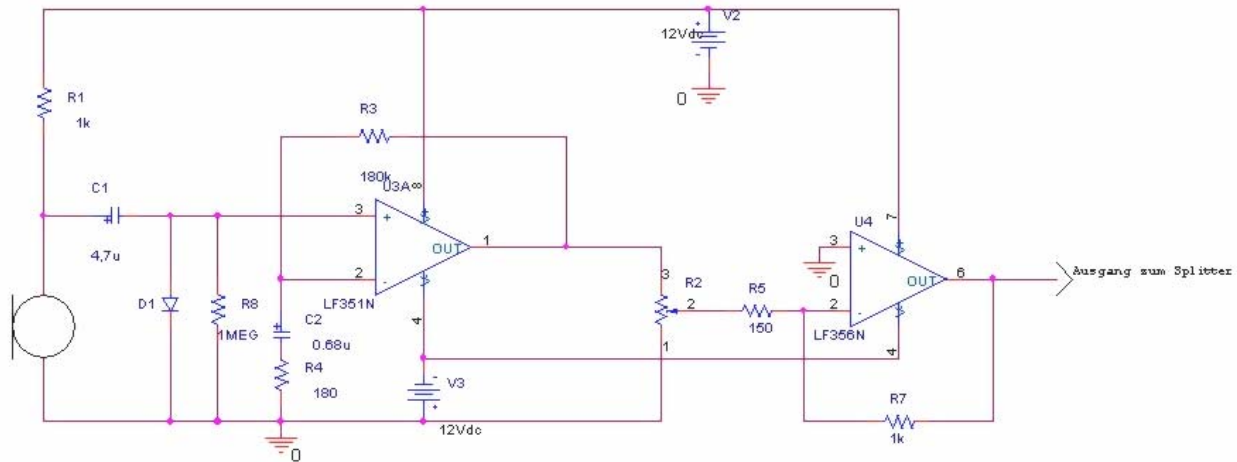 V2
12Vdc
0
R1
1k
R3
180k
U3A
8
C1
4,7u
3
+
OUT
1
2
-
LF351N
4
D1
R8
1MEG
C2
0.68u
R4
180
V3
12Vdc
0
3
R2
2
1
R5
150
U4
7
3
+
0
OUT
6
2
-
LF356N
4
R7
1k
Ausgang zum Splitter